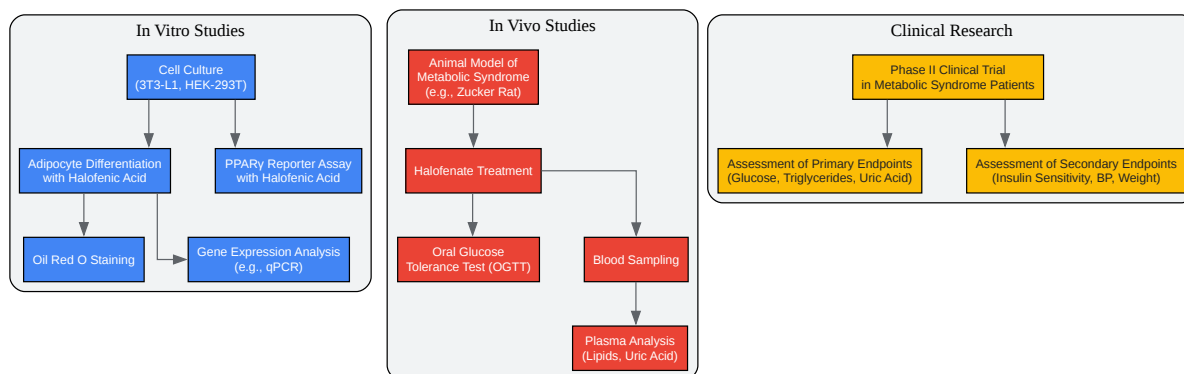 In Vitro Studies
Cell Culture
(3T3-L1, HEK-293T)
Adipocyte Differentiation
with Halofenic Acid
PPARγ Reporter Assay
with Halofenic Acid
Oil Red O Staining
Gene Expression Analysis
(e.g., qPCR)
In Vivo Studies
Animal Model of
Metabolic Syndrome
(e.g., Zucker Rat)
Halofenate Treatment
Oral Glucose
Tolerance Test (OGTT)
Blood Sampling
Plasma Analysis
(Lipids, Uric Acid)
Clinical Research
Phase II Clinical Trial
in Metabolic Syndrome Patients
Assessment of Primary Endpoints
(Glucose, Triglycerides, Uric Acid)
Assessment of Secondary Endpoints
(Insulin Sensitivity, BP, Weight)